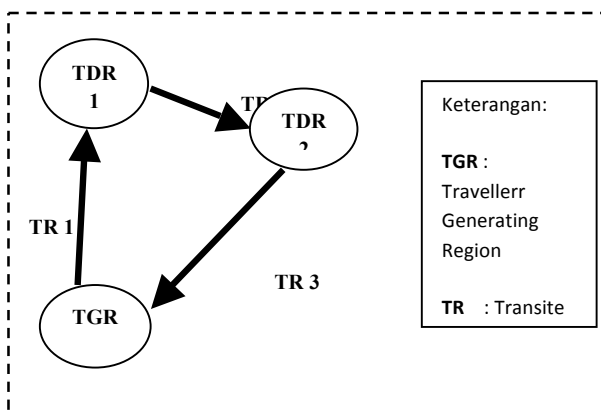 TDR
1
TDR
TR 1
TR 3
TGR
Keterangan:
TGR :
Travellerr
Generating
Region
TR : Transite